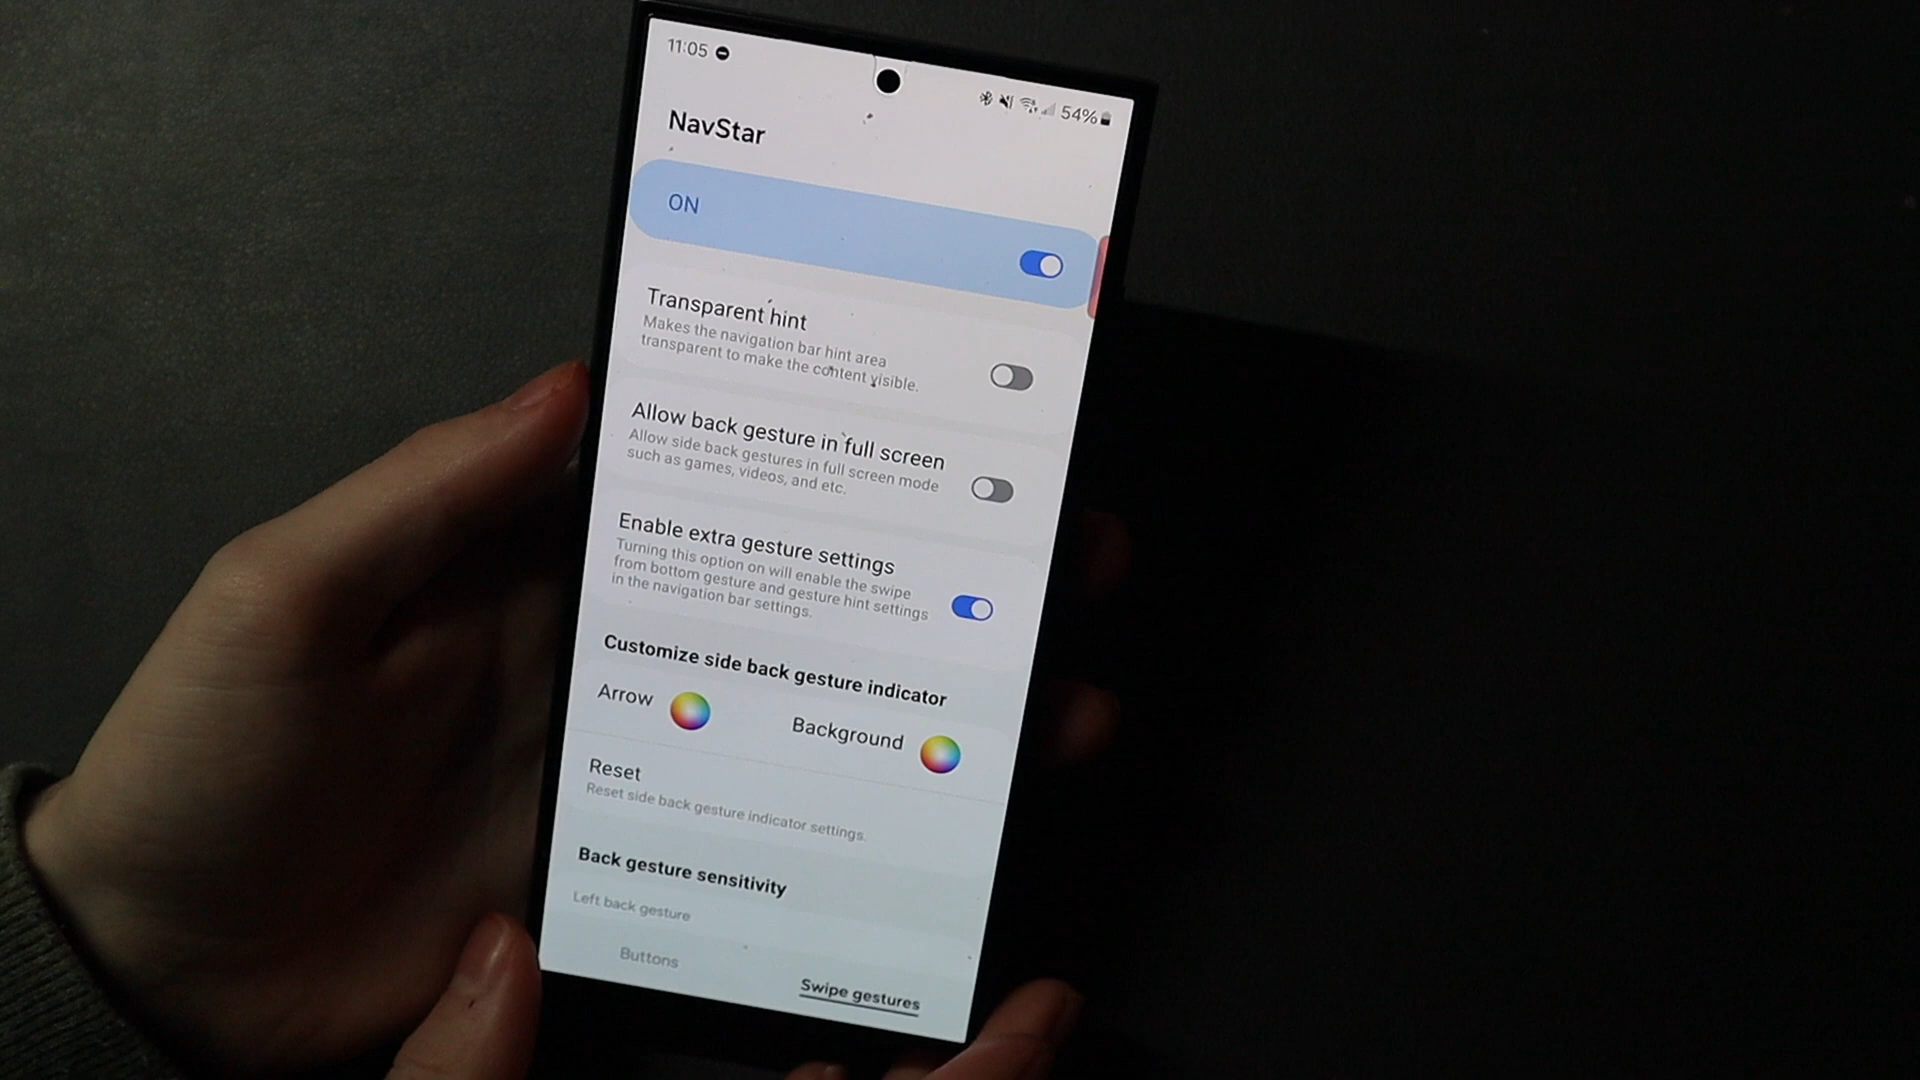 11:05
54%
NavStar
ON
Transparent hint
Makes the navigation bar hint area
transparent to make the content visible.
Allow back gesture in full screen
Allow side back gestures in full screen mode
such as games, videos, and etc.
Enable extra gesture settings
Turning this option on will enable the swipe
from bottom gesture and gesture hint settings
in the navigation bar settings.
Customize side back gesture indicator
Arrow
Background
Reset
Reset side back gesture indicator settings.
Back gesture sensitivity
Left back gesture
Buttons
Swipe gestures